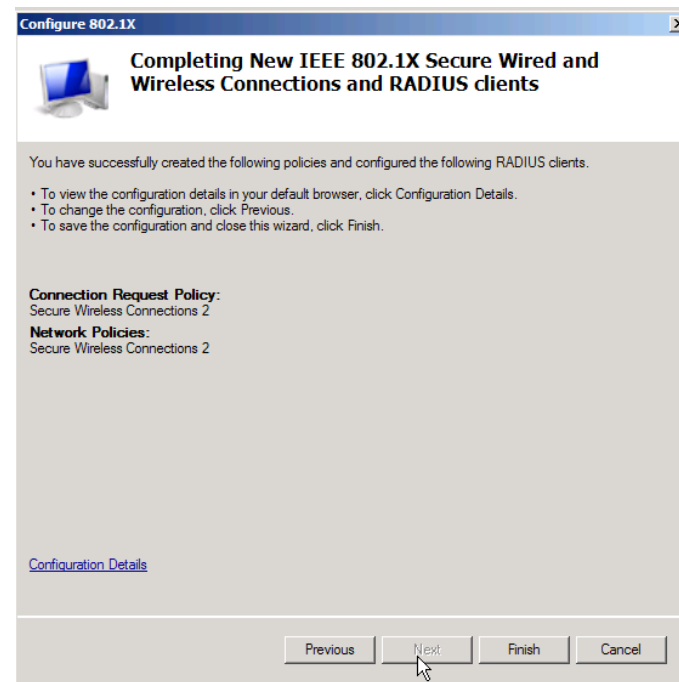 Configure 802.1X
Completing New IEEE 802.1X Secure Wired and
Wireless Connections and RADIUS clients
You have successfully created the following policies and configured the following RADIUS clients.
• To view the configuration details in your default browser, click Configuration Details.
• To change the configuration, click Previous.
• To save the configuration and close this wizard, click Finish.
Connection Request Policy:
Secure Wireless Connections 2
Network Policies:
Secure Wireless Connections 2
Configuration Details
Previous Next Finish Cancel